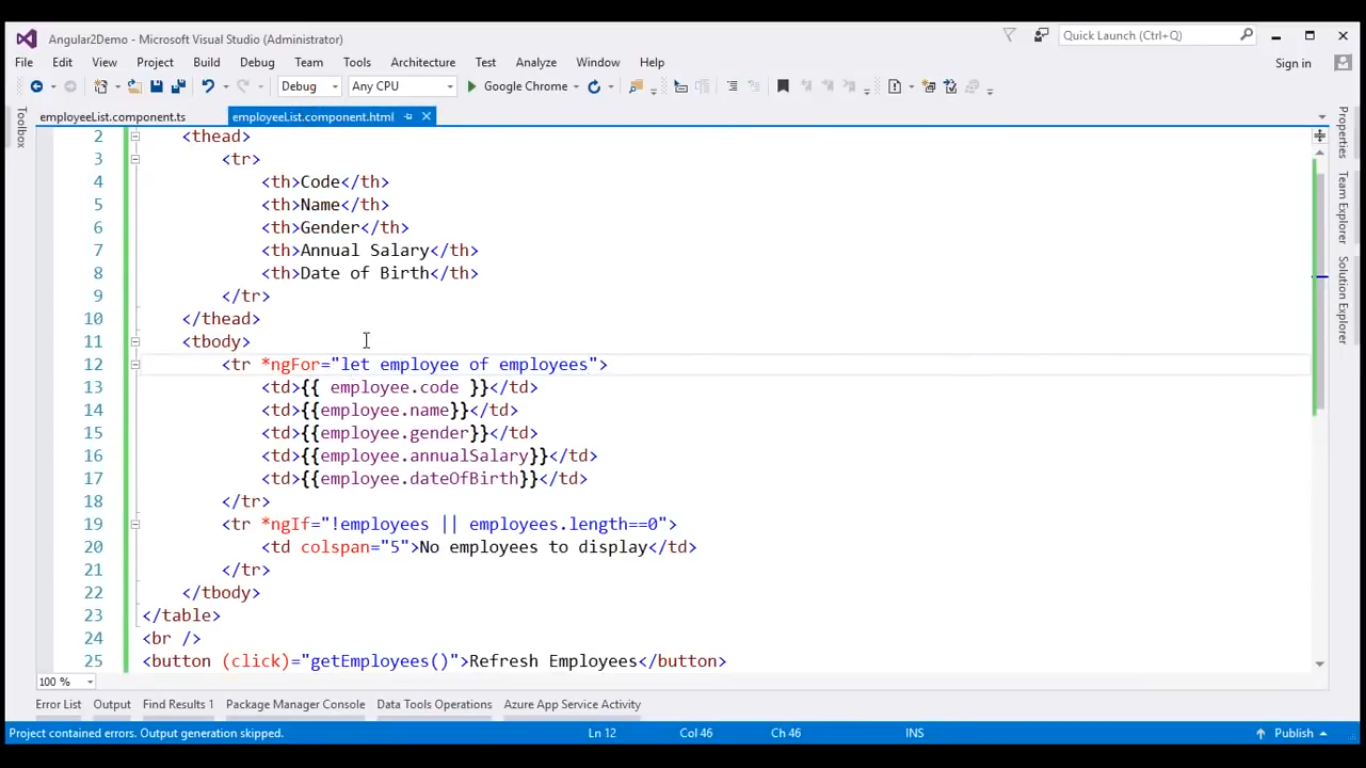 Angular2Demo - Microsoft Visual Studio (Administrator)
Quick Launch (Ctrl+Q)
File Edit View Project Build Debug Team Tools Architecture Test Analyze Window Help
Sign in
Debug Any CPU Google Chrome
employeeList.component.ts employeeList.component.html
Toolbox
Properties
Team Explorer
Solution Explorer
2 <thead>
3 <tr>
4 <th>Code</th>
5 <th>Name</th>
6 <th>Gender</th>
7 <th>Annual Salary</th>
8 <th>Date of Birth</th>
9 </tr>
10 </thead>
11 <tbody>
12 <tr *ngFor="let employee of employees">
13 <td>{{ employee.code }}</td>
14 <td>{{employee.name}}</td>
15 <td>{{employee.gender}}</td>
16 <td>{{employee.annualSalary}}</td>
17 <td>{{employee.dateOfBirth}}</td>
18 </tr>
19 <tr *ngIf="!employees || employees.length==0">
20 <td colspan="5">No employees to display</td>
21 </tr>
22 </tbody>
23 </table>
24 <br />
25 <button (click)="getEmployees()">Refresh Employees</button>
100 %
Error List Output Find Results 1 Package Manager Console Data Tools Operations Azure App Service Activity
Project contained errors. Output generation skipped. Ln 12 Col 46 Ch 46 INS Publish